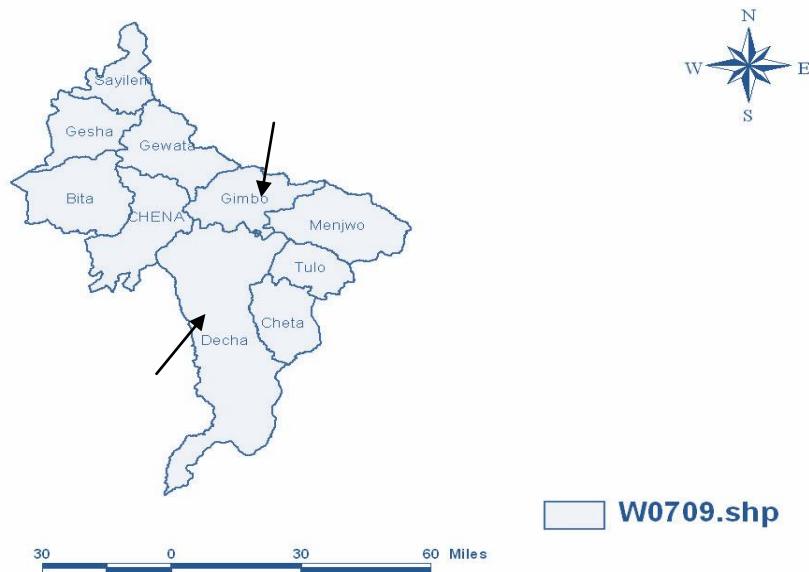 N
W E
S
Sayilem
Gesha
Gewata
Bita
Gimbo
CHENA
Menjwo
Tulo
Cheta
Decha
W0709.shp
30 0 30 60 Miles